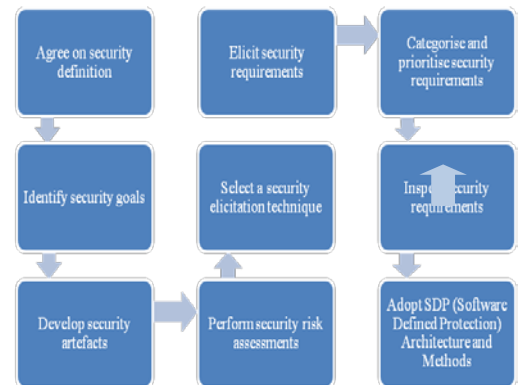 Agree on security
definition
Elicit security
requirements
Categorise and
prioritise security
requirements
Identify security goals
Select a security
elicitation technique
security
requirements
Develop security
artefacts
Perform security risk
assessments
Adopt SDP (Software
Defined Protection)
Architecture and
Methods